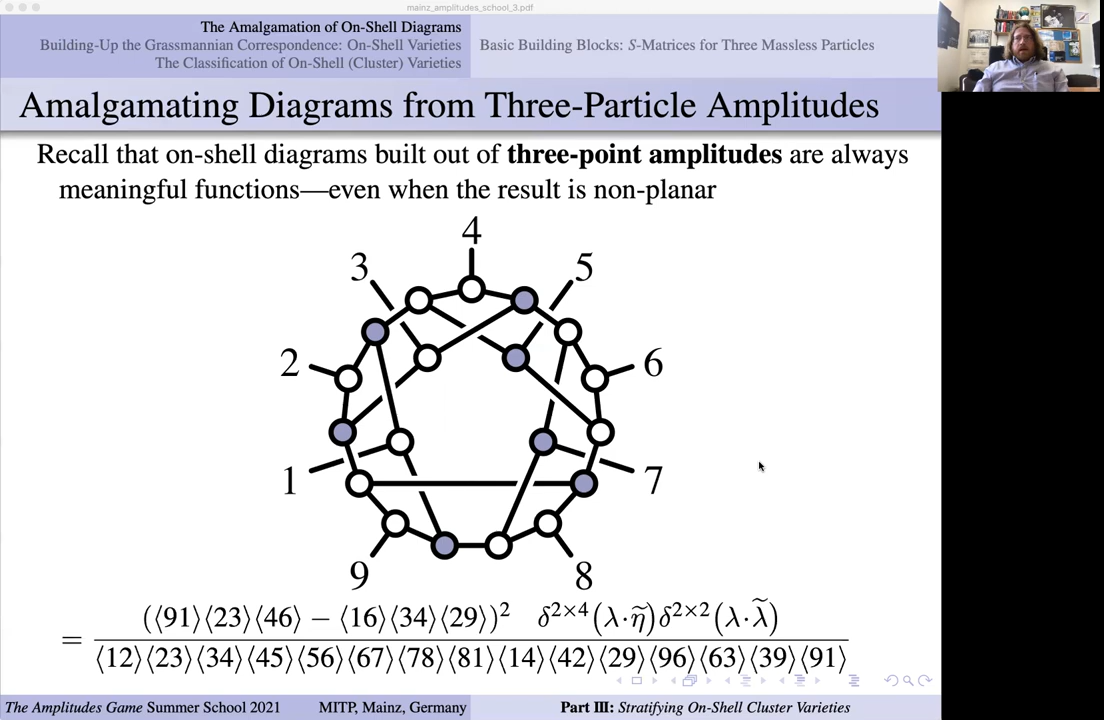 mainz_amplitudes_school_3.pdf
The Amalgamation of On-Shell Diagrams
Building-Up the Grassmannian Correspondence: On-Shell Varieties
The Classification of On-Shell (Cluster) Varieties
Basic Building Blocks: S-Matrices for Three Massless Particles
Amalgamating Diagrams from Three-Particle Amplitudes
Recall that on-shell diagrams built out of three-point amplitudes are always
meaningful functions—even when the result is non-planar
4
3
5
2
6
1
7
9
8
= (⟨91⟩⟨23⟩⟨46⟩ − ⟨16⟩⟨34⟩⟨29⟩)² δ²ˣ⁴(λ·η̃)δ²ˣ²(λ·λ̃)
⟨12⟩⟨23⟩⟨34⟩⟨45⟩⟨56⟩⟨67⟩⟨78⟩⟨81⟩⟨14⟩⟨42⟩⟨29⟩⟨96⟩⟨63⟩⟨39⟩⟨91⟩
The Amplitudes Game Summer School 2021
MITP, Mainz, Germany
Part III: Stratifying On-Shell Cluster Varieties